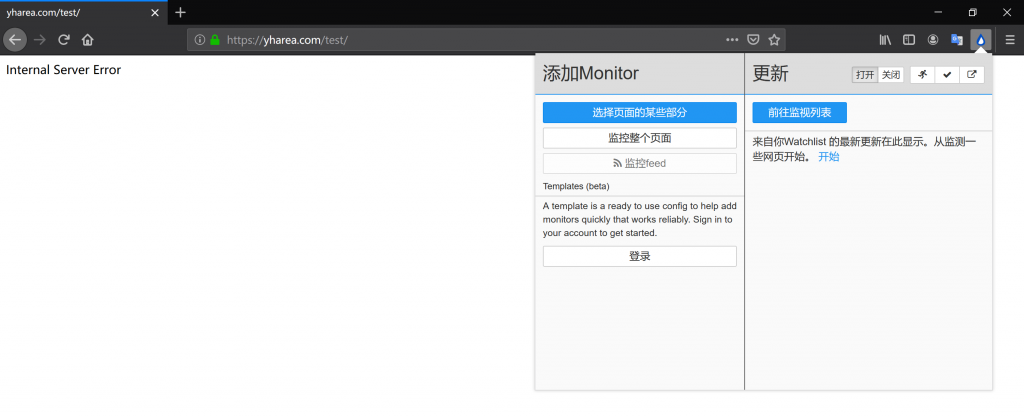 yharea.com/test/
https://yharea.com/test/
Internal Server Error
添加Monitor
选择页面的某些部分
监控整个页面
监控feed
Templates (beta)
A template is a ready to use config to help add
monitors quickly that works reliably. Sign in to
your account to get started.
登录
更新
打开 关闭
前往监视列表
来自你Watchlist 的最新更新在此显示。从监测一
些网页开始。 开始